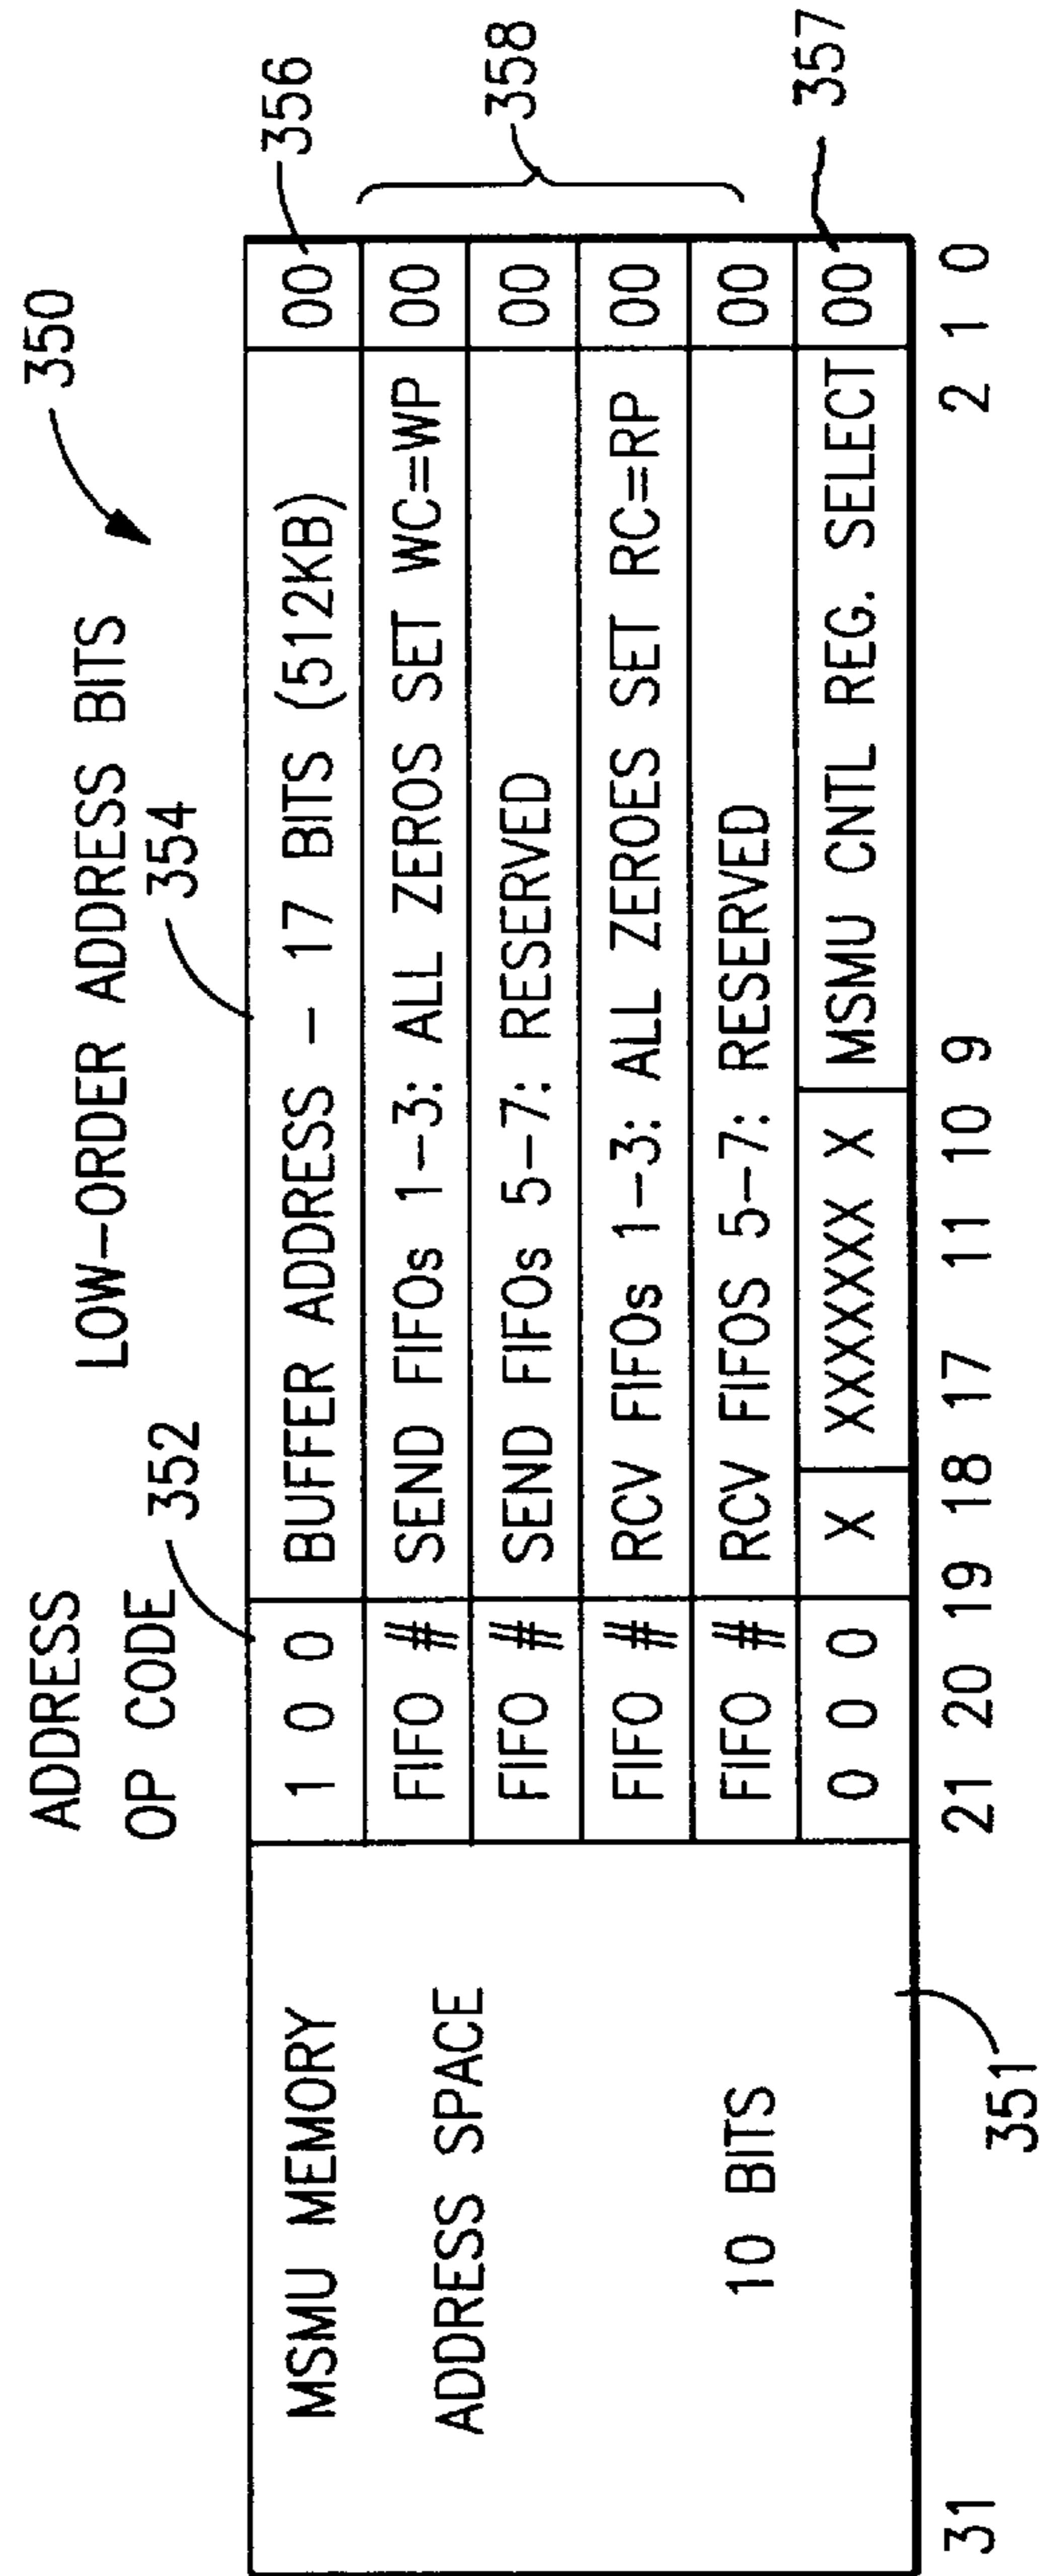 350
ADDRESS
OP CODE
LOW-ORDER ADDRESS BITS
352
354
MSMU MEMORY
ADDRESS SPACE
10 BITS
1 0 0 BUFFER ADDRESS - 17 BITS (512KB) 00 356
FIFO # SEND FIFOs 1-3: ALL ZEROS SET WC=WP 00
FIFO # SEND FIFOs 5-7: RESERVED 00
358
FIFO # RCV FIFOs 1-3: ALL ZEROES SET RC=RP 00
FIFO # RCV FIFOS 5-7: RESERVED 00
0 0 0 X XXXXXXX X MSMU CNTL REG. SELECT 00 357
31 21 20 19 18 17 11 10 9 2 1 0
351